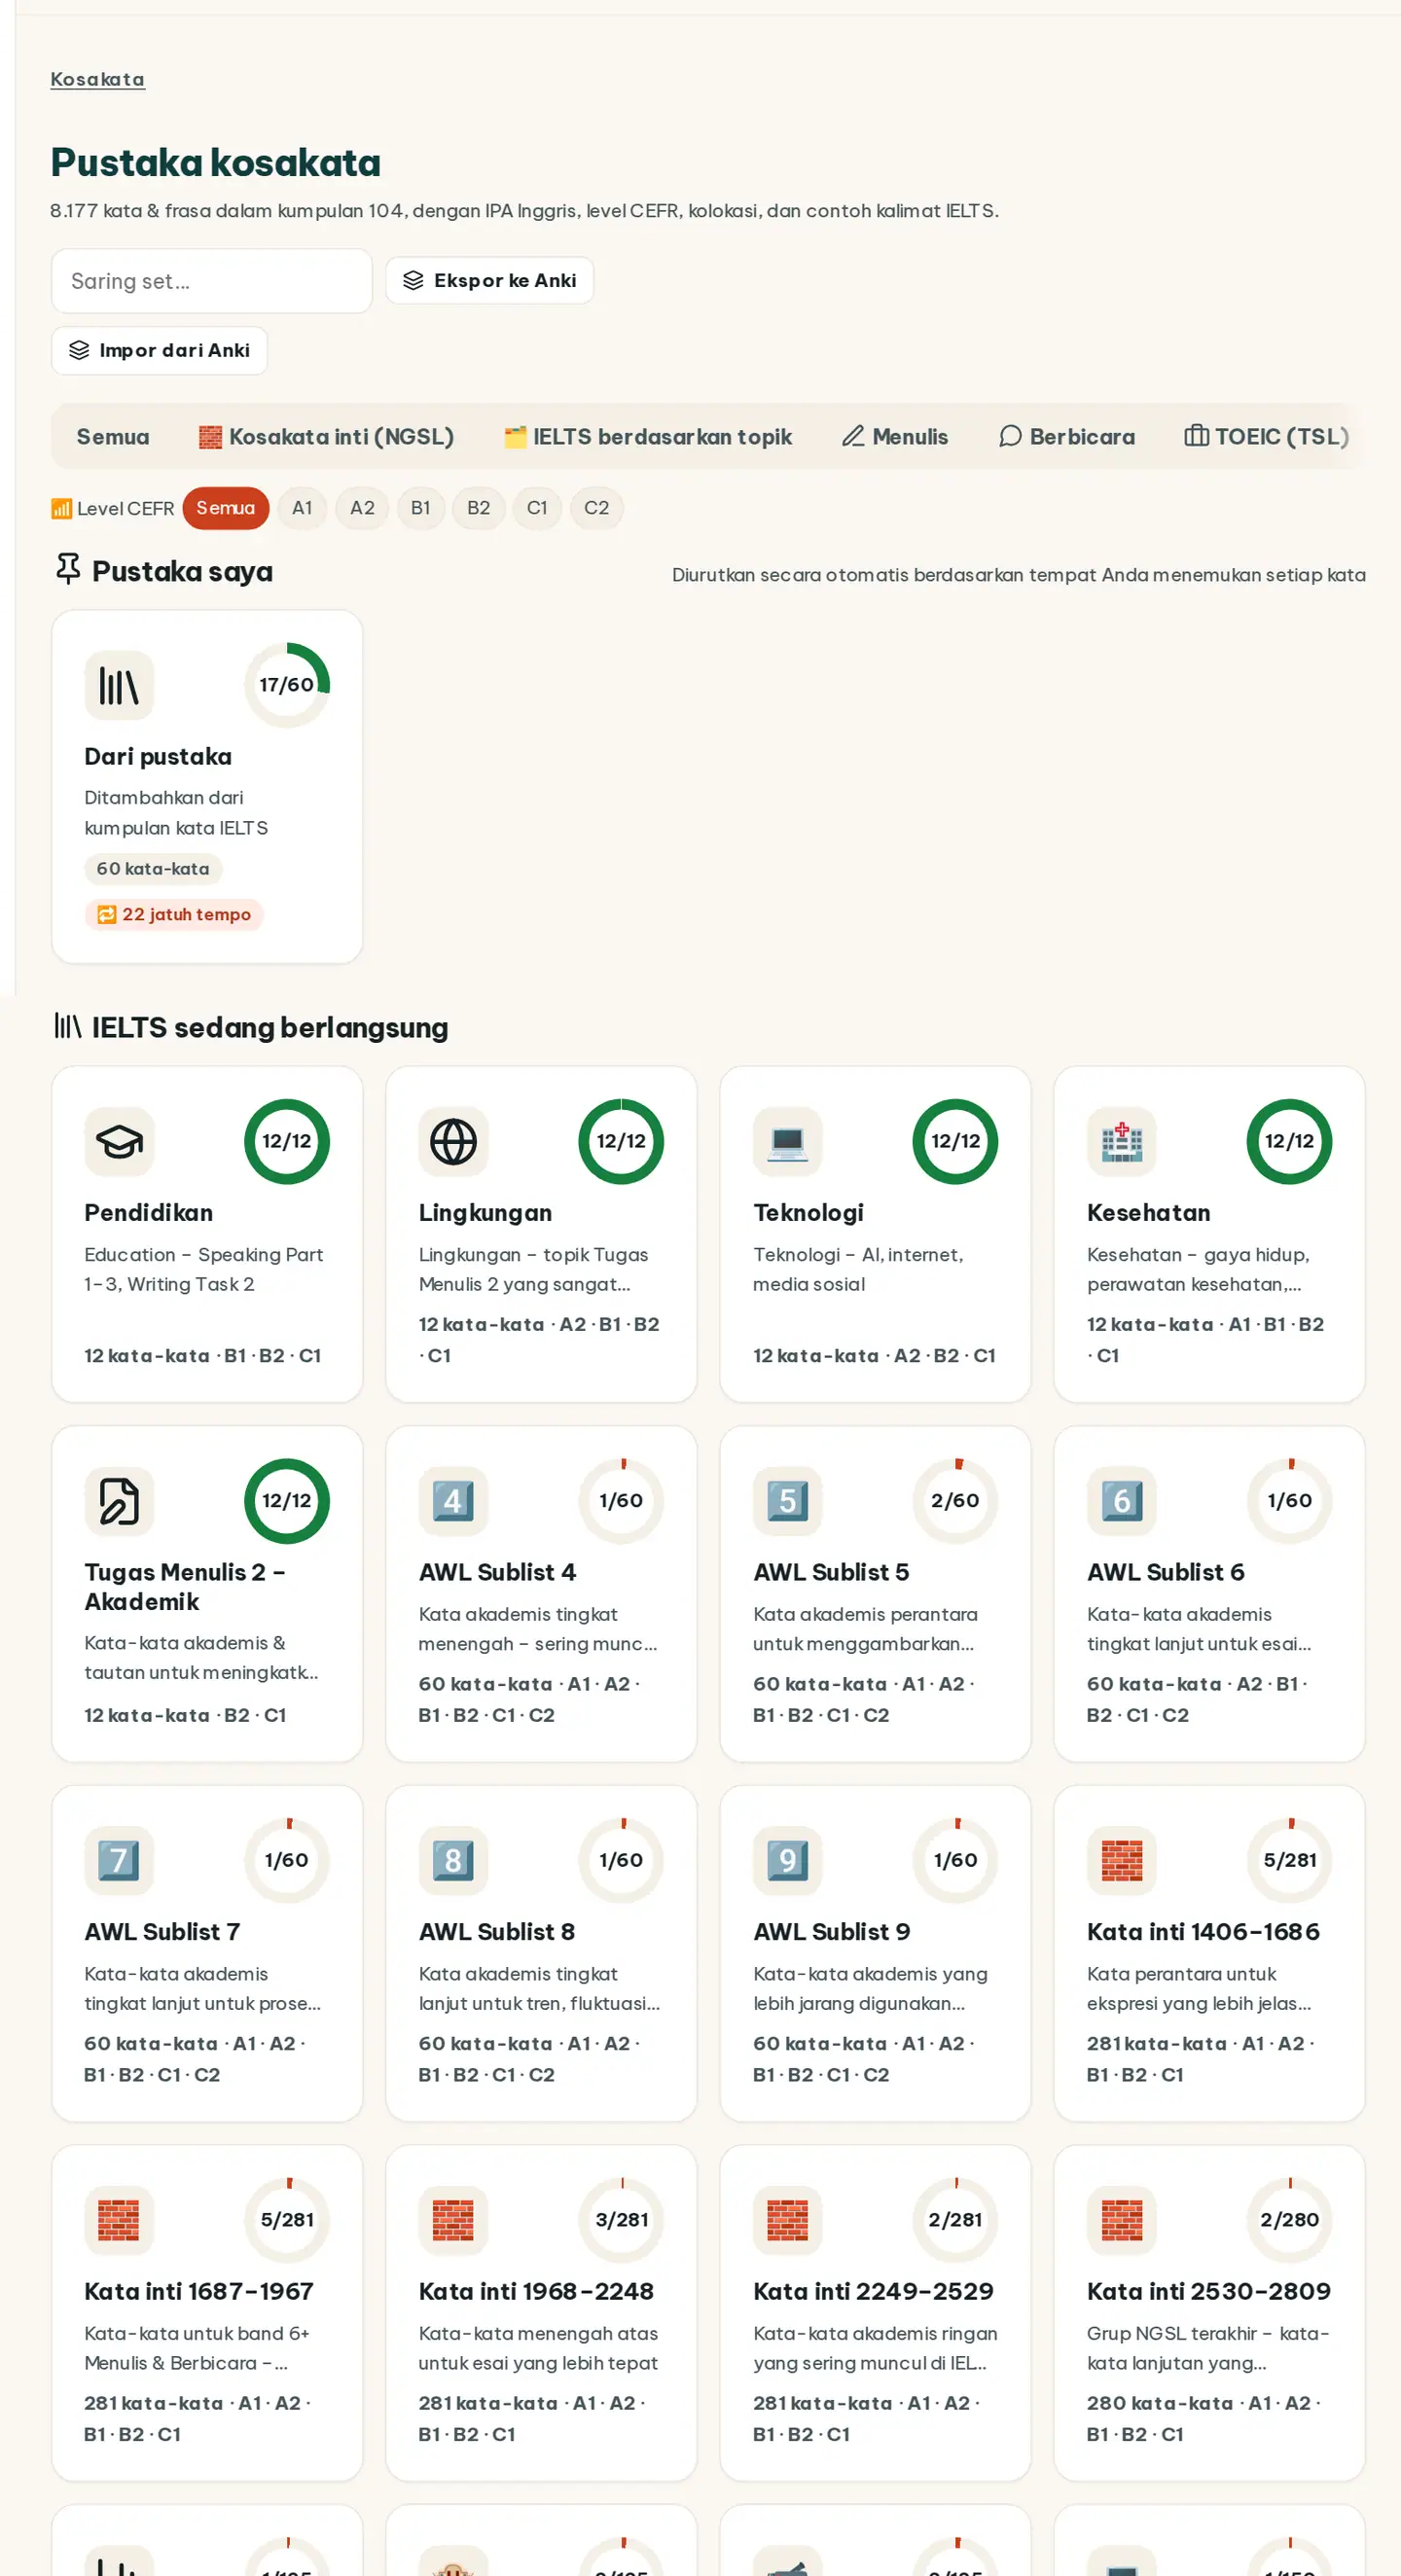 Kosakata
Pustaka kosakata
8.177 kata & frasa dalam kumpulan 104, dengan IPA Inggris, level CEFR, kolokasi, dan contoh kalimat IELTS.
Saring set...
Ekspor ke Anki
Impor dari Anki
Semua
Kosakata inti (NGSL)
IELTS berdasarkan topik
Menulis
Berbicara
TOEIC (TSL)
Level CEFR
Semua
A1
A2
B1
B2
C1
C2
Pustaka saya
Diurutkan secara otomatis berdasarkan tempat Anda menemukan setiap kata
17/60
Dari pustaka
Ditambahkan dari
kumpulan kata IELTS
60 kata-kata
22 jatuh tempo
IELTS sedang berlangsung
12/12
Pendidikan
Education – Speaking Part
1–3, Writing Task 2
12 kata-kata · B1 · B2 · C1
12/12
Lingkungan
Lingkungan – topik Tugas
Menulis 2 yang sangat...
12 kata-kata · A2 · B1 · B2
· C1
12/12
Teknologi
Teknologi – AI, internet,
media sosial
12 kata-kata · A2 · B2 · C1
12/12
Kesehatan
Kesehatan – gaya hidup,
perawatan kesehatan,...
12 kata-kata · A1 · B1 · B2
· C1
12/12
Tugas Menulis 2 –
Akademik
Kata-kata akademis &
tautan untuk meningkatk...
12 kata-kata · B2 · C1
4
1/60
AWL Sublist 4
Kata akademis tingkat
menengah – sering munc...
60 kata-kata · A1 · A2 ·
B1 · B2 · C1 · C2
5
2/60
AWL Sublist 5
Kata akademis perantara
untuk menggambarkan...
60 kata-kata · A1 · A2 ·
B1 · B2 · C1 · C2
6
1/60
AWL Sublist 6
Kata-kata akademis
tingkat lanjut untuk esai...
60 kata-kata · A2 · B1 ·
B2 · C1 · C2
7
1/60
AWL Sublist 7
Kata-kata akademis
tingkat lanjut untuk prose...
60 kata-kata · A1 · A2 ·
B1 · B2 · C1 · C2
8
1/60
AWL Sublist 8
Kata akademis tingkat
lanjut untuk tren, fluktuasi...
60 kata-kata · A1 · A2 ·
B1 · B2 · C1 · C2
9
1/60
AWL Sublist 9
Kata-kata akademis yang
lebih jarang digunakan...
60 kata-kata · A1 · A2 ·
B1 · B2 · C1 · C2
5/281
Kata inti 1406–1686
Kata perantara untuk
ekspresi yang lebih jelas...
281 kata-kata · A1 · A2 ·
B1 · B2 · C1
5/281
Kata inti 1687–1967
Kata-kata untuk band 6+
Menulis & Berbicara –...
281 kata-kata · A1 · A2 ·
B1 · B2 · C1
3/281
Kata inti 1968–2248
Kata-kata menengah atas
untuk esai yang lebih tepat
281 kata-kata · A1 · A2 ·
B1 · B2 · C1
2/281
Kata inti 2249–2529
Kata-kata akademis ringan
yang sering muncul di IEL...
281 kata-kata · A1 · A2 ·
B1 · B2 · C1
2/280
Kata inti 2530–2809
Grup NGSL terakhir – kata-
kata lanjutan yang...
280 kata-kata · A1 · A2 ·
B1 · B2 · C1